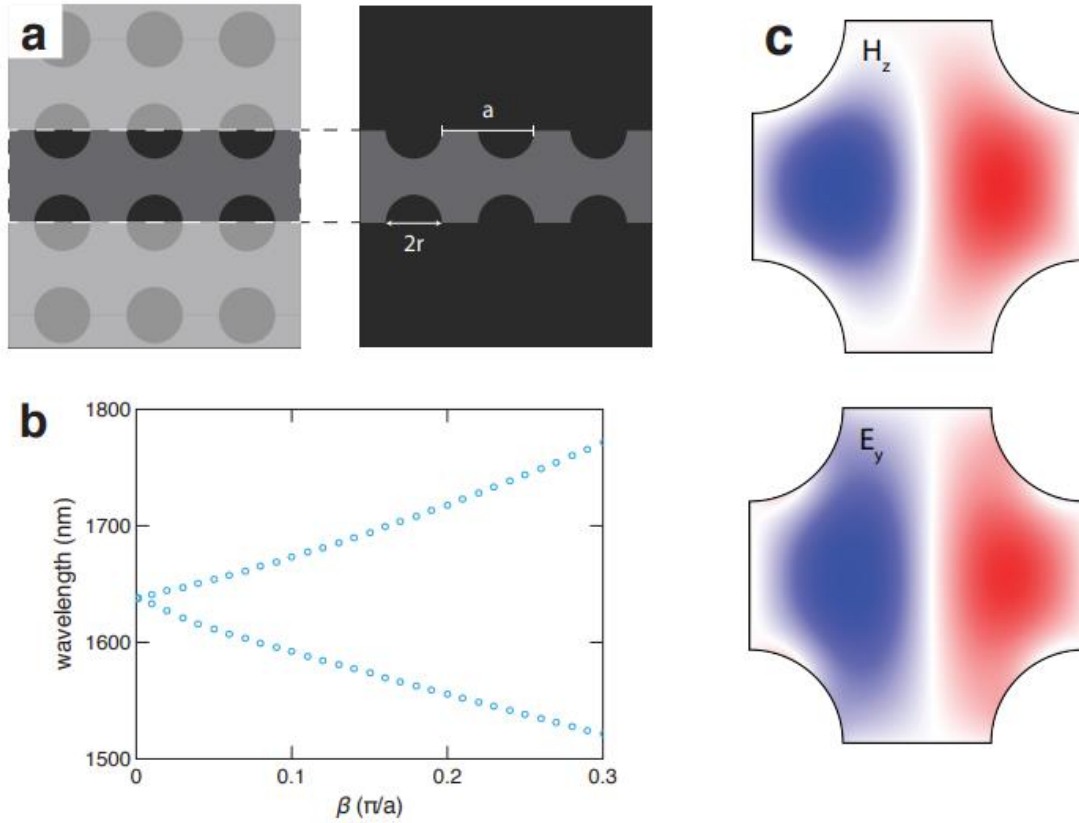 a
a
2r
b
wavelength (nm)
1800
1700
1600
1500
0
0.1
0.2
0.3
β (π/a)
c
Hz
Ey